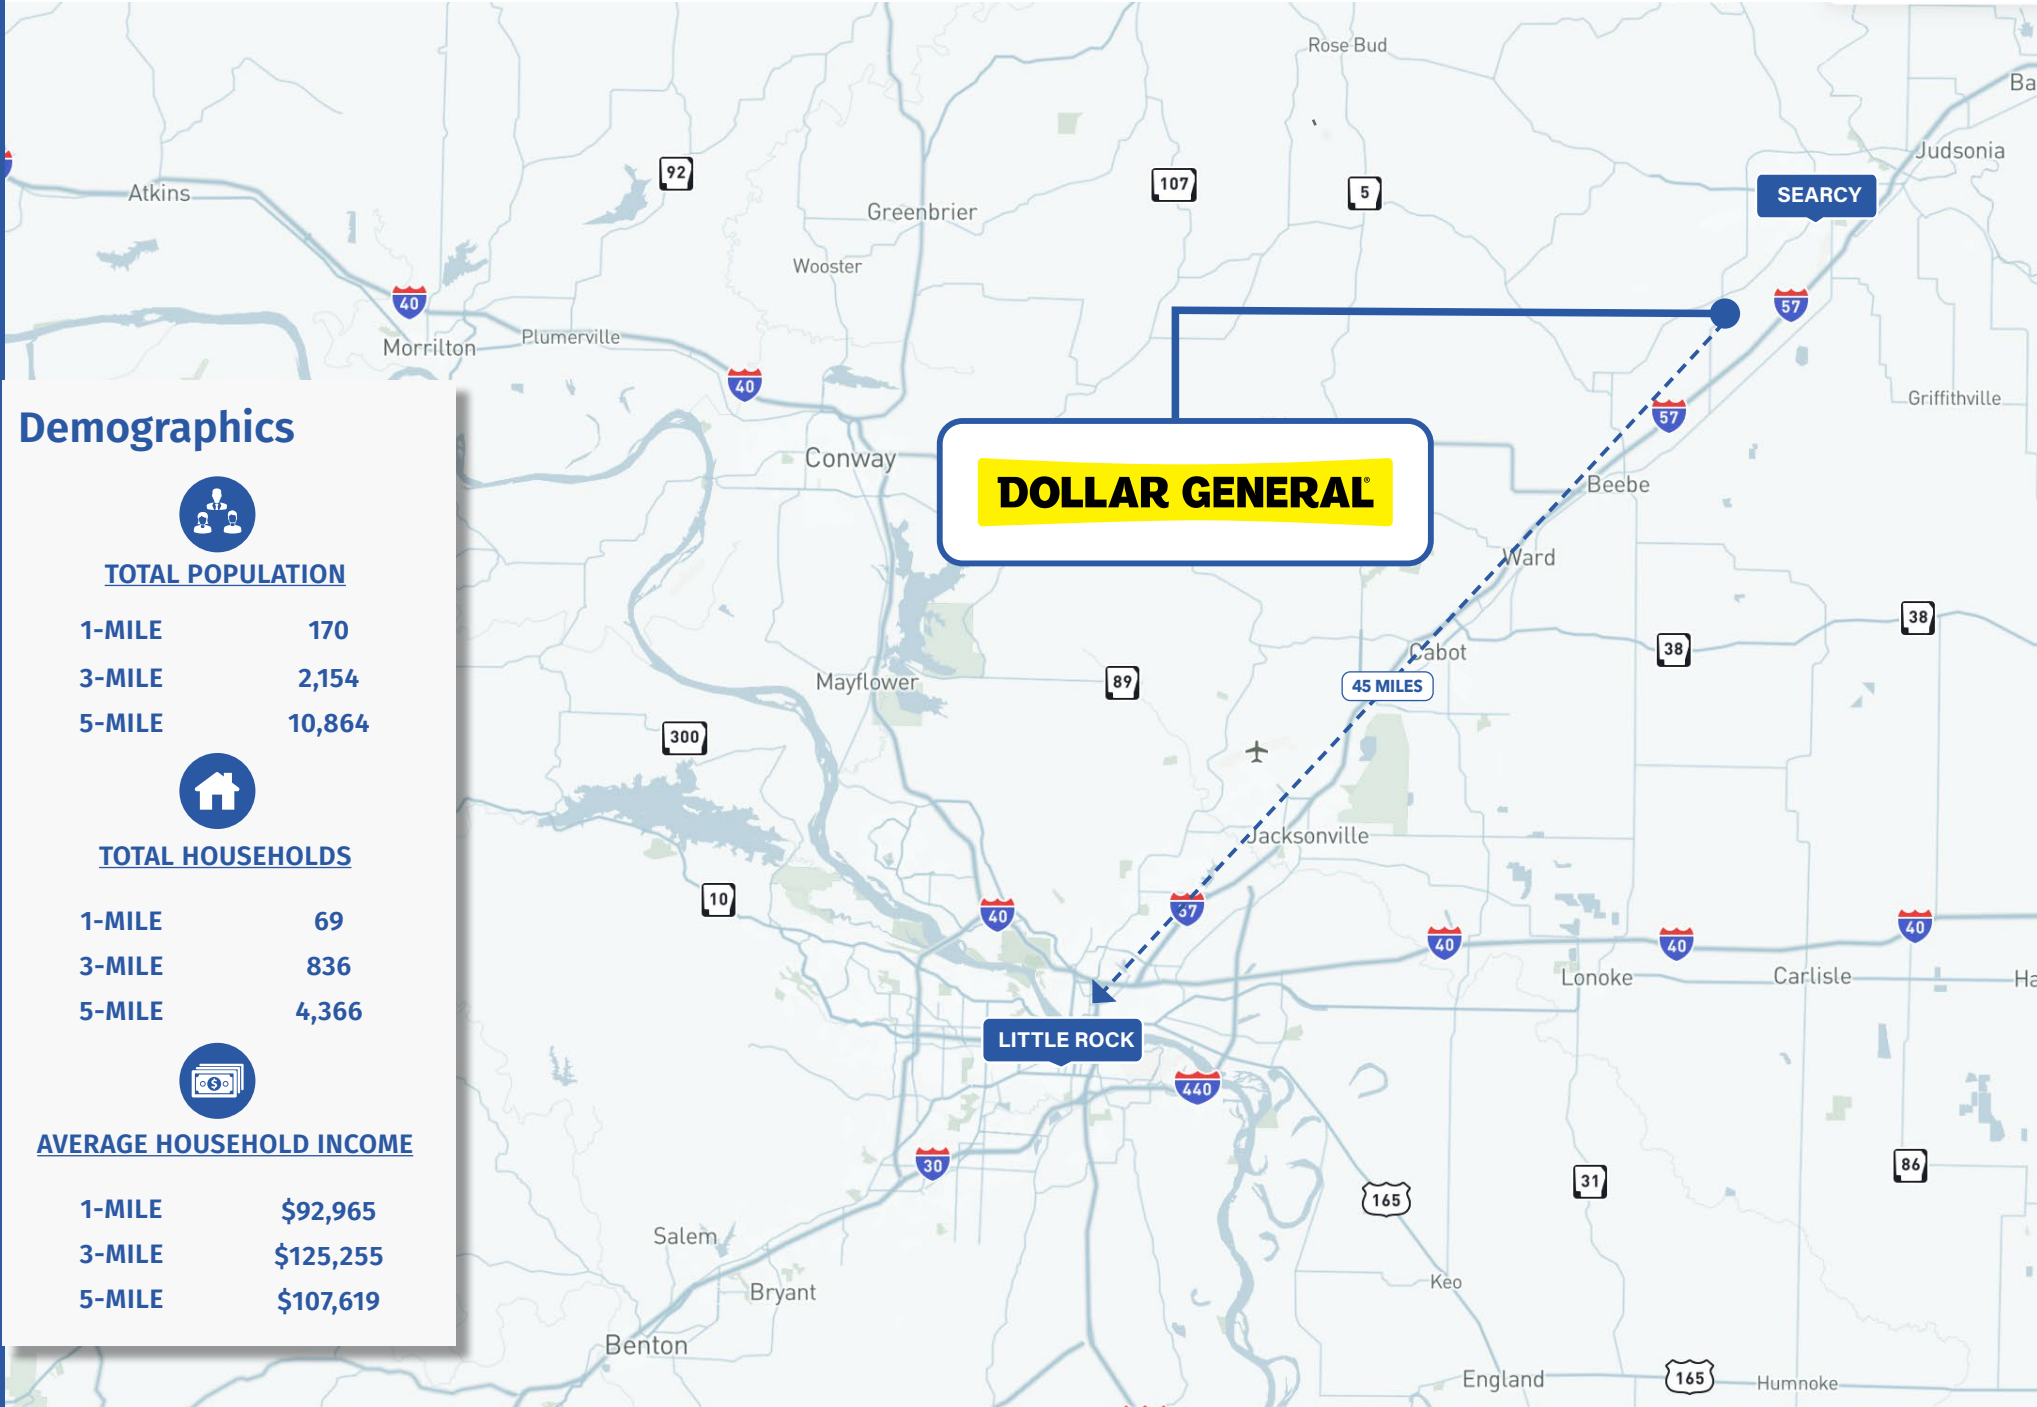 Rose Bud
Ba
Judsonia
92
107
5
Atkins
SEARCY
Greenbrier
Wooster
40
57
Plumerville
Morrilton
40
Griffithville
57
Demographics
Conway
DOLLAR GENERAL®
Beebe
Ward
TOTAL POPULATION
1-MILE 170
3-MILE 2,154
5-MILE 10,864
38
38
Cabot
45 MILES
Mayflower
89
300
Jacksonville
TOTAL HOUSEHOLDS
1-MILE 69
3-MILE 836
5-MILE 4,366
10
40
57
40
40
40
Lonoke
Carlisle
Ha
LITTLE ROCK
440
AVERAGE HOUSEHOLD INCOME
1-MILE $92,965
3-MILE $125,255
5-MILE $107,619
30
165
31
86
Salem
Bryant
Keo
Benton
England
165
Humnoke